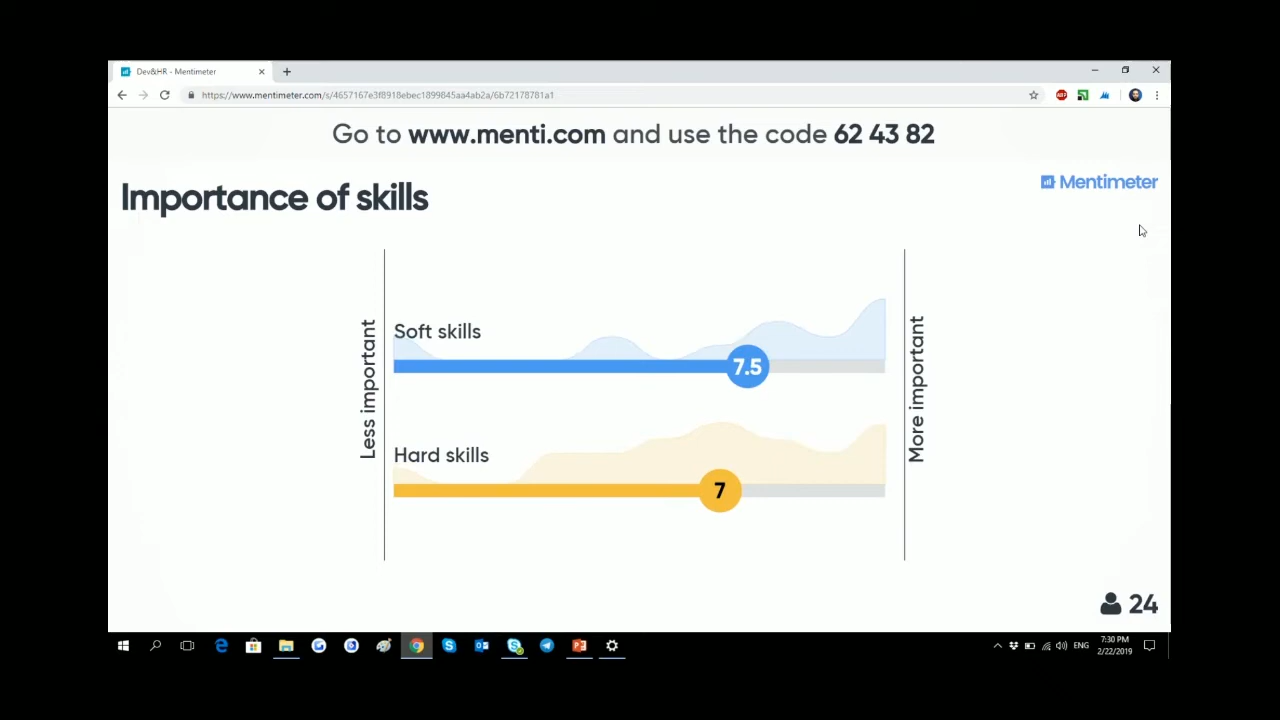 Dev&HR - Mentimeter
https://www.mentimeter.com/s/4657167e3f8918ebec1899845aa4ab2a/6b72178781a1
Go to www.menti.com and use the code 62 43 82
Importance of skills
Mentimeter
Less important
Soft skills
7.5
Hard skills
7
More important
24
ENG
7:30 PM
2/22/2019